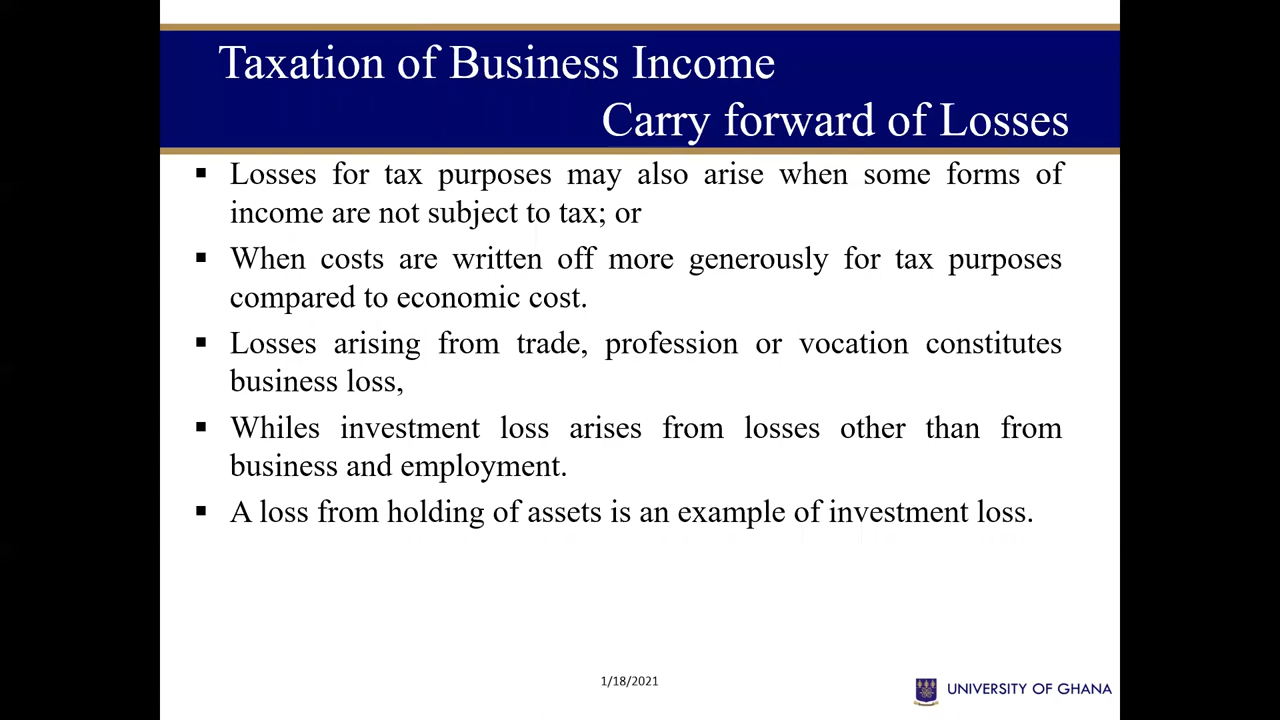 Taxation of Business Income
Carry forward of Losses
▪ Losses for tax purposes may also arise when some forms of
income are not subject to tax; or
▪ When costs are written off more generously for tax purposes
compared to economic cost.
▪ Losses arising from trade, profession or vocation constitutes
business loss,
▪ Whiles investment loss arises from losses other than from
business and employment.
▪ A loss from holding of assets is an example of investment loss.
1/18/2021
UNIVERSITY OF GHANA